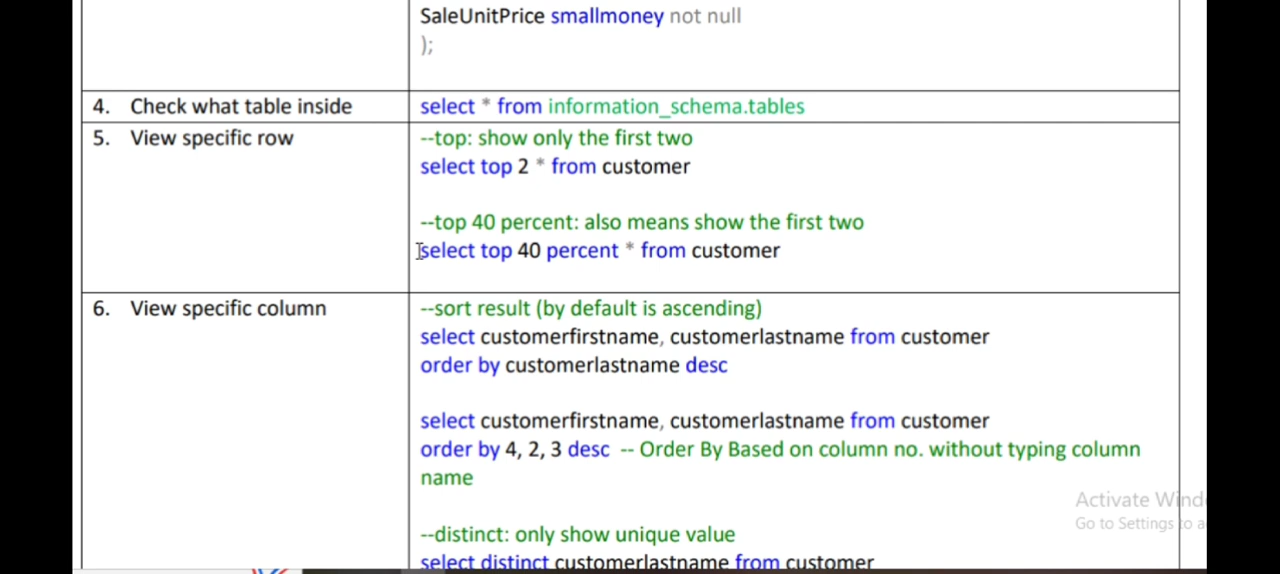 SaleUnitPrice smallmoney not null
);
4. Check what table inside
select * from information_schema.tables
5. View specific row
--top: show only the first two
select top 2 * from customer
--top 40 percent: also means show the first two
select top 40 percent * from customer
6. View specific column
--sort result (by default is ascending)
select customerfirstname, customerlastname from customer
order by customerlastname desc
select customerfirstname, customerlastname from customer
order by 4, 2, 3 desc -- Order By Based on column no. without typing column
name
--distinct: only show unique value
select distinct customerlastname from customer
Activate Wind
Go to Settings to a